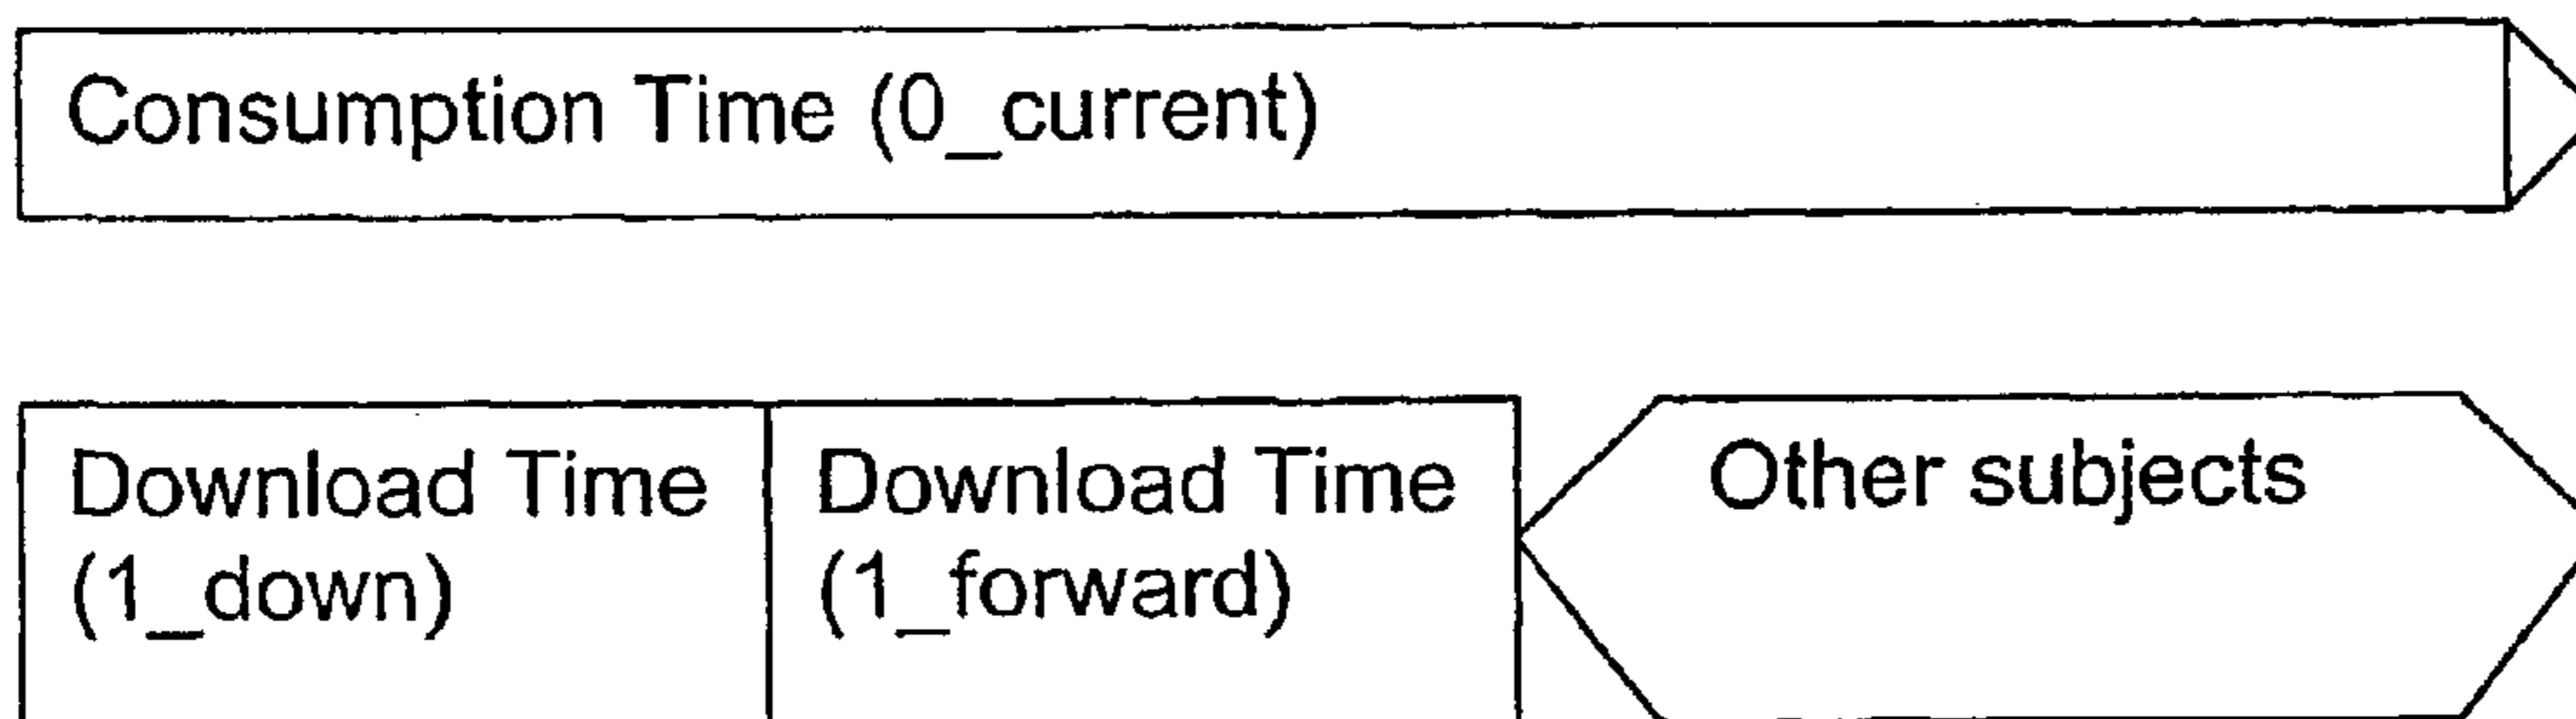 Consumption Time (0_current)
Download Time
(1_down)
Download Time
(1_forward)
Other subjects